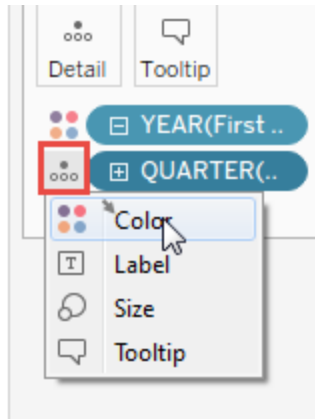 Detail Tooltip
YEAR(First ..
QUARTER(..
Color
T Label
Size
Tooltip